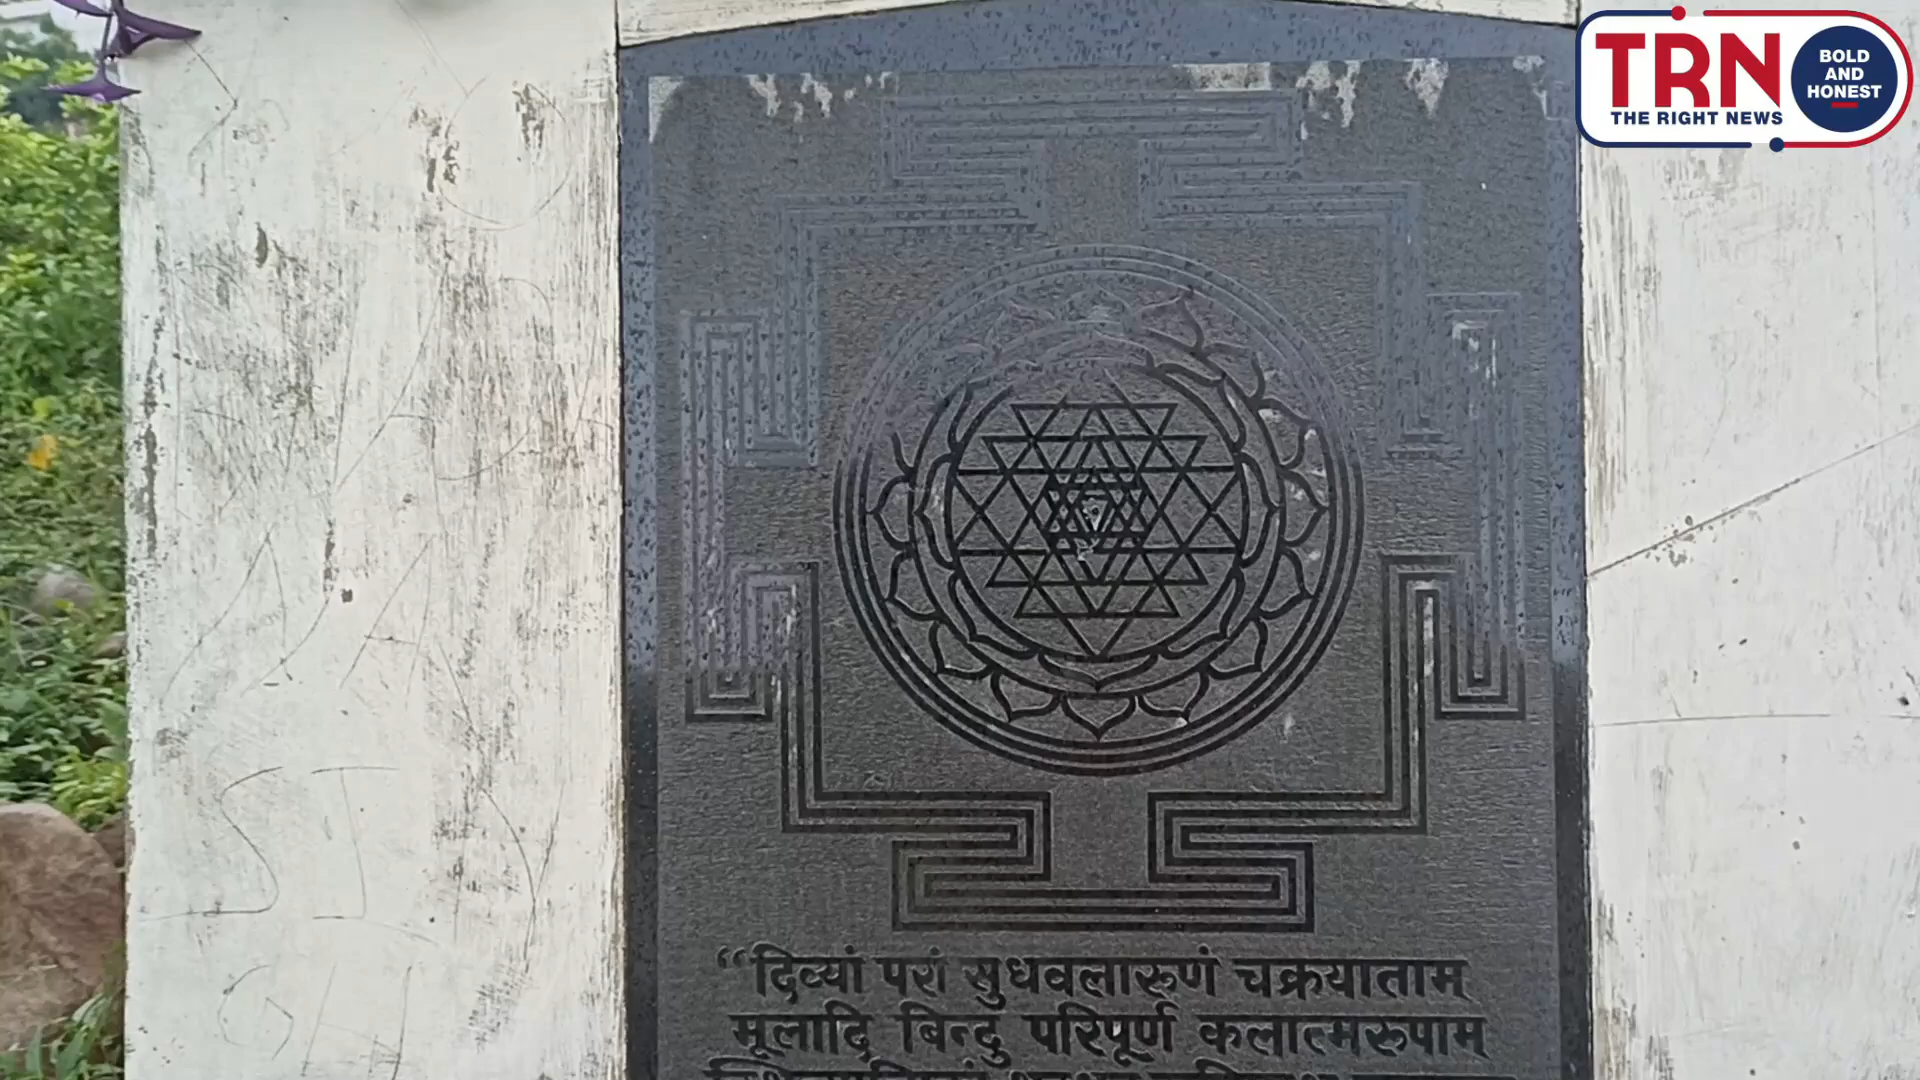 TRN
THE RIGHT NEWS
BOLD
AND
HONEST
“दिव्यां परां सुधवलारुणं चक्रयाताम्
मूलादि बिन्दु परिपूर्ण कलात्मरुपाम्